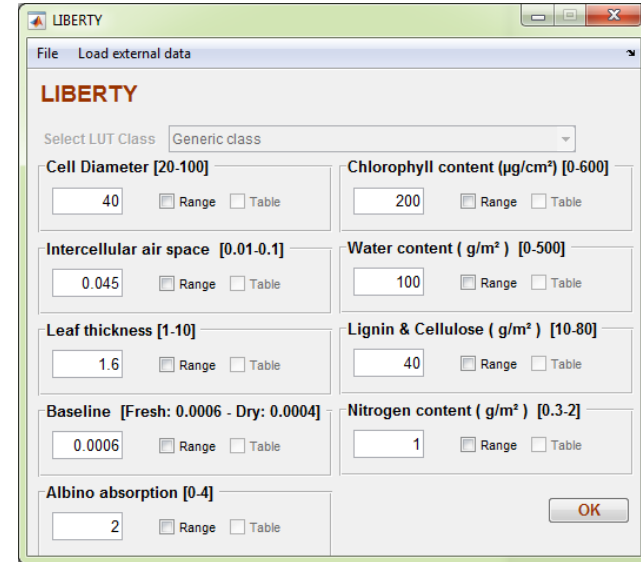 LIBERTY
File Load external data
LIBERTY
Select LUT Class Generic class
Cell Diameter [20-100]
40 Range Table
Chlorophyll content (µg/cm²) [0-600]
200 Range Table
Intercellular air space [0.01-0.1]
0.045 Range Table
Water content ( g/m² ) [0-500]
100 Range Table
Leaf thickness [1-10]
1.6 Range Table
Lignin & Cellulose ( g/m² ) [10-80]
40 Range Table
Baseline [Fresh: 0.0006 - Dry: 0.0004]
0.0006 Range Table
Nitrogen content ( g/m² ) [0.3-2]
1 Range Table
Albino absorption [0-4]
2 Range Table
OK